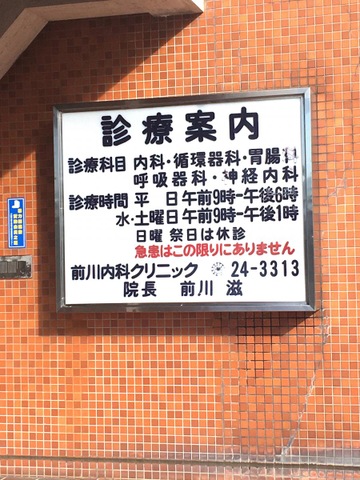 診療案内
診療科目 内科・循環器科・胃腸科
呼吸器科・神経内科
診療時間 平 日 午前9時-午後6時
水・土曜日 午前9時-午後1時
日曜 祭日は休診
急患はこの限りにありません
前川内科クリニック ☎ 24-3313
院長 前川 滋